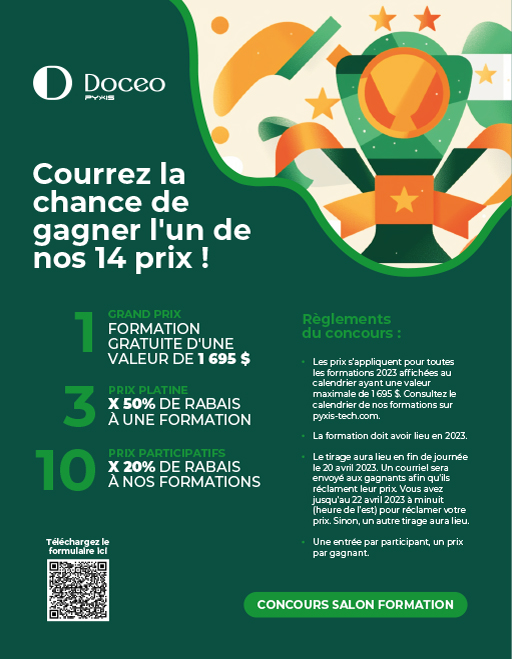 Doceo
PYXIS
Courrez la
chance de
gagner l'un de
nos 14 prix !
1
GRAND PRIX
FORMATION
GRATUITE D'UNE
VALEUR DE 1 695 $
3
PRIX PLATINE
X 50% DE RABAIS
À UNE FORMATION
10
PRIX PARTICIPATIFS
X 20% DE RABAIS
À NOS FORMATIONS
Téléchargez le
formulaire ici
Règlements
du concours :
• Les prix s'appliquent pour toutes
les formations 2023 affichées au
calendrier ayant une valeur
maximale de 1 695 $. Consultez le
calendrier de nos formations sur
pyxis-tech.com.
• La formation doit avoir lieu en 2023.
• Le tirage aura lieu en fin de journée
le 20 avril 2023. Un courriel sera
envoyé aux gagnants afin qu'ils
réclament leur prix. Vous avez
jusqu'au 22 avril 2023 à minuit
(heure de l'est) pour réclamer votre
prix. Sinon, un autre tirage aura lieu.
• Une entrée par participant, un prix
par gagnant.
CONCOURS SALON FORMATION